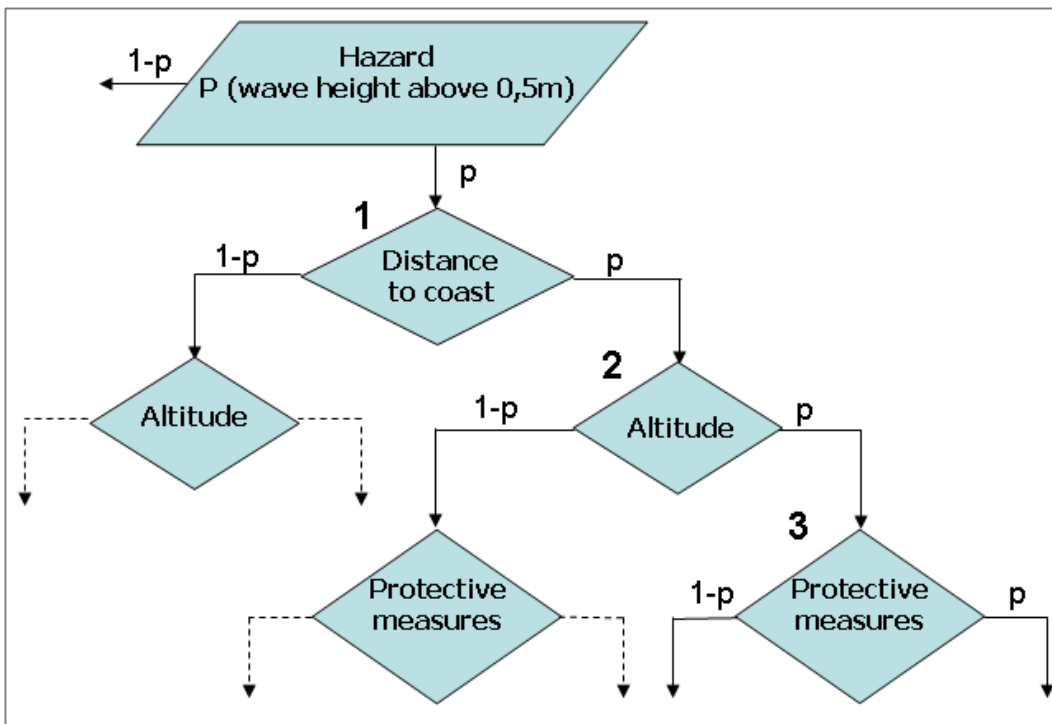 Hazard
1-p
P (wave height above 0,5m)
p
1
1-p
Distance
to coast
p
2
Altitude
1-p
Altitude
p
3
Protective
measures
1-p
Protective
measures
p